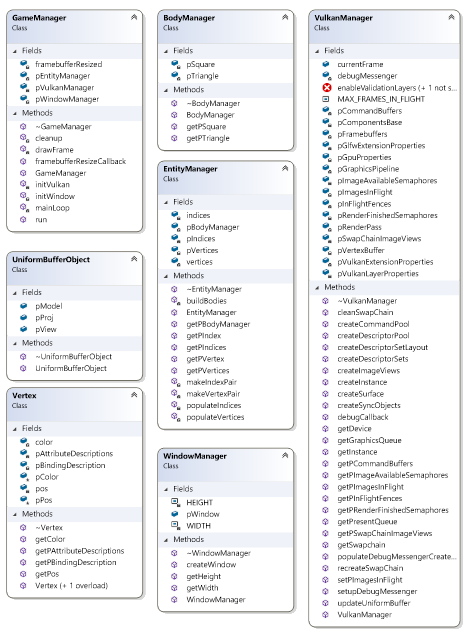 GameManager
Class
Fields
framebufferResized
pEntityManager
pVulkanManager
pWindowManager
Methods
~GameManager
cleanup
drawFrame
framebufferResizeCallback
GameManager
initVulkan
initWindow
mainLoop
run
UniformBufferObject
Class
Fields
pModel
pProj
pView
Methods
~UniformBufferObject
UniformBufferObject
Vertex
Class
Fields
color
pAttributeDescriptions
pBindingDescription
pColor
pos
pPos
Methods
~Vertex
getColor
getPAttributeDescriptions
getPBindingDescription
getPos
Vertex (+ 1 overload)
BodyManager
Class
Fields
pSquare
pTriangle
Methods
~BodyManager
BodyManager
getPSquare
getPTriangle
EntityManager
Class
Fields
indices
pBodyManager
pIndices
pVertices
vertices
Methods
~EntityManager
buildBodies
EntityManager
getPBodyManager
getPIndex
getPIndices
getPVertex
getPVertices
makeIndexPair
makeVertexPair
populateIndices
populateVertices
WindowManager
Class
Fields
HEIGHT
pWindow
WIDTH
Methods
~WindowManager
createWindow
getHeight
getWidth
WindowManager
VulkanManager
Class
Fields
currentFrame
debugMessenger
enableValidationLayers (+ 1 not s...
MAX_FRAMES_IN_FLIGHT
pCommandBuffers
pComponentsBase
pFramebuffers
pGlfwExtensionProperties
pGpuProperties
pGraphicsPipeline
pImageAvailableSemaphores
pImagesInFlight
pInFlightFences
pRenderFinishedSemaphores
pRenderPass
pSwapChainImageViews
pVertexBuffer
pVulkanExtensionProperties
pVulkanLayerProperties
Methods
~VulkanManager
cleanSwapChain
createCommandPool
createDescriptorPool
createDescriptorSetLayout
createDescriptorSets
createImageViews
createInstance
createSurface
createSyncObjects
debugCallback
getDevice
getGraphicsQueue
getInstance
getPCommandBuffers
getPImageAvailableSemaphores
getPImagesInFlight
getPInFlightFences
getPRenderFinishedSemaphores
getPresentQueue
getPSwapChainImageViews
getSwapchain
populateDebugMessengerCreate...
recreateSwapChain
setPImagesInFlight
setupDebugMessenger
updateUniformBuffer
VulkanManager